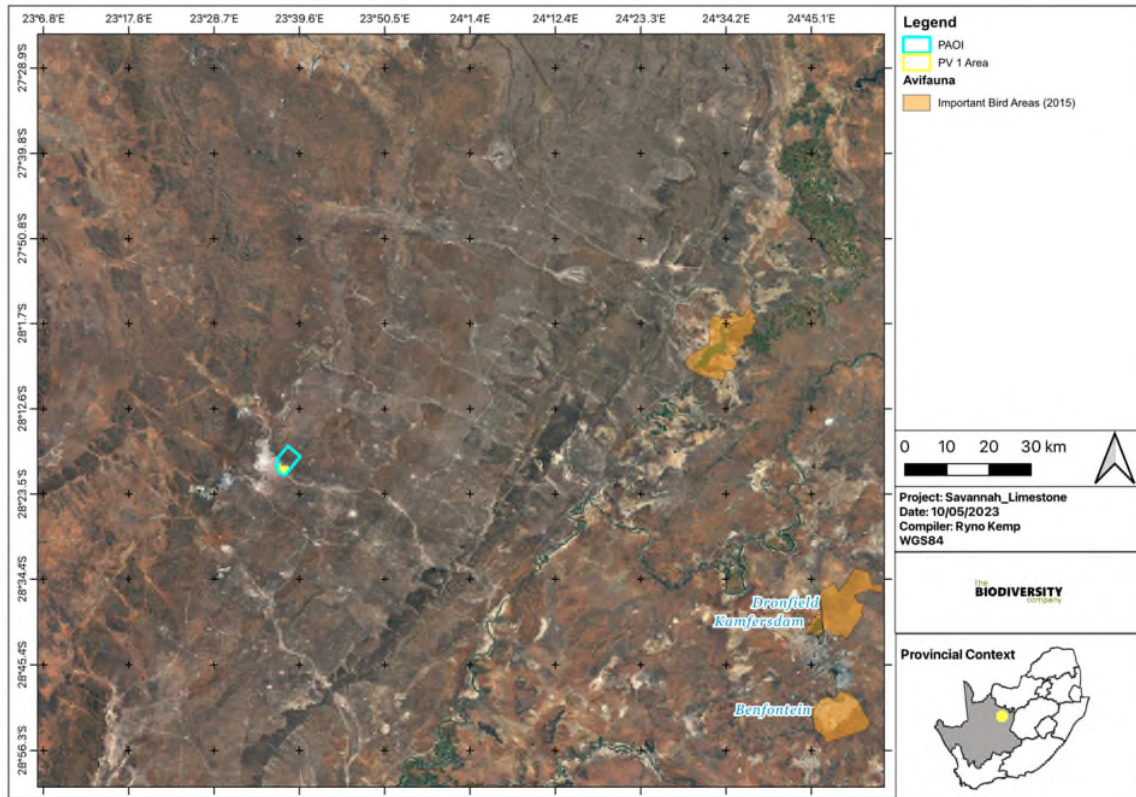 23°6.8'E 23°17.8'E 23°28.7'E 23°39.6'E 23°50.5'E 24°1.4'E 24°12.4'E 24°23.3'E 24°34.2'E 24°45.1'E
27°28.9'S
27°39.8'S
27°50.8'S
28°1.7'S
28°12.6'S
28°23.5'S
28°34.4'S
28°45.4'S
28°56.3'S
Dronfield
Kamfersdam
Benfontein
Legend
PAOI
PV 1 Area
Avifauna
Important Bird Areas (2015)
0 10 20 30 km
Project: Savannah_Limestone
Date: 10/05/2023
Compiler: Ryno Kemp
WGS84
the
BIODIVERSITY
company
Provincial Context